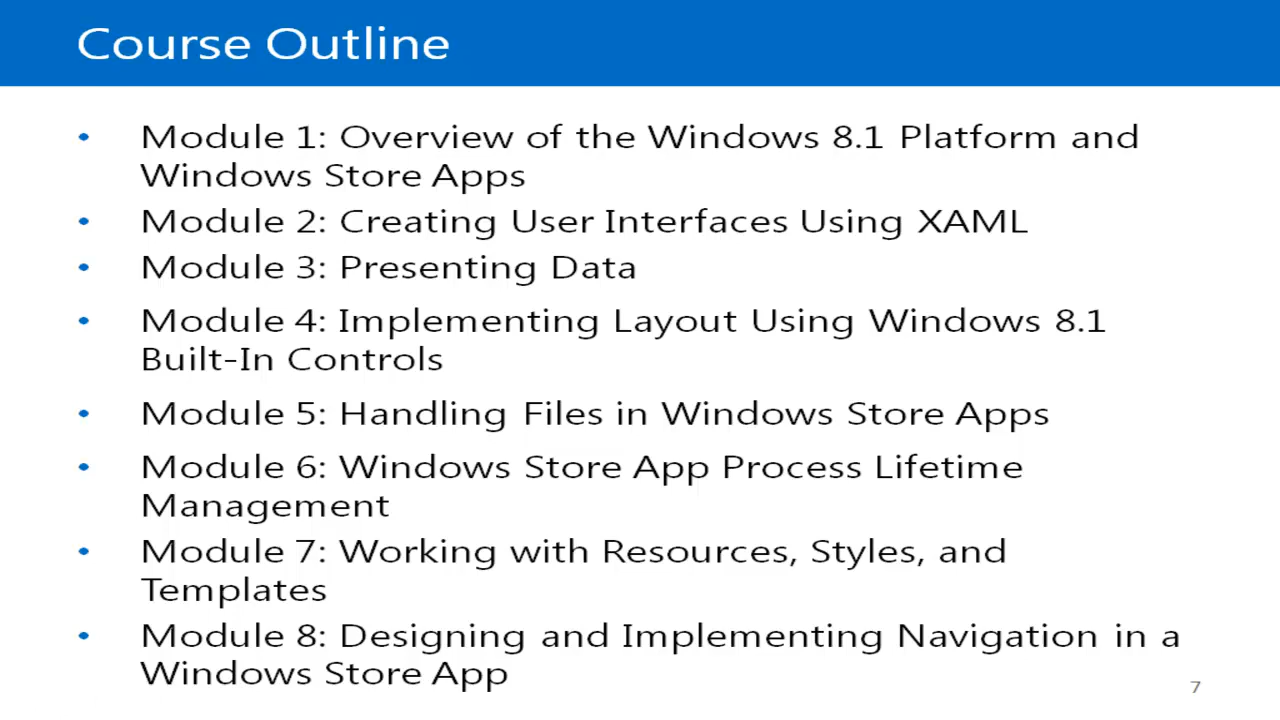 Course Outline
• Module 1: Overview of the Windows 8.1 Platform and
Windows Store Apps
• Module 2: Creating User Interfaces Using XAML
• Module 3: Presenting Data
• Module 4: Implementing Layout Using Windows 8.1
Built-In Controls
• Module 5: Handling Files in Windows Store Apps
• Module 6: Windows Store App Process Lifetime
Management
• Module 7: Working with Resources, Styles, and
Templates
• Module 8: Designing and Implementing Navigation in a
Windows Store App
7